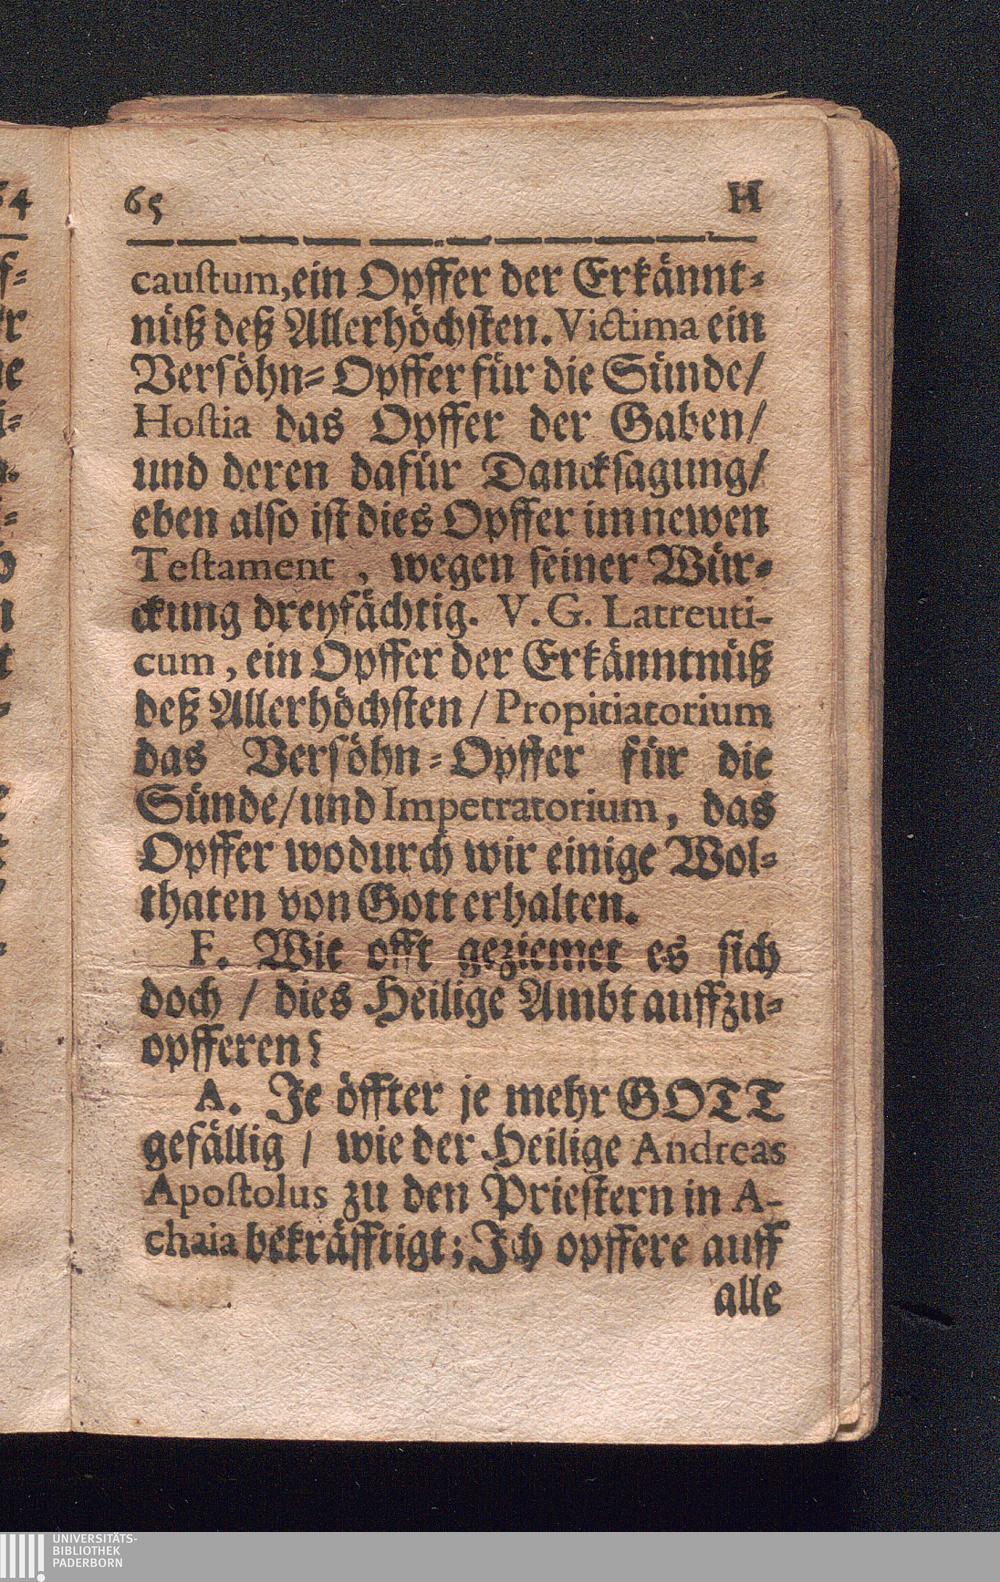 65 H
caustum, ein Opffer der Erkännt-
nüß deß Allerhöchsten. Victima ein
Versöhn-Opffer für die Sünde/
Hostia das Opffer der Gaben/
und deren dafür Dancksagung/
eben also ist dies Opffer im newen
Testament, wegen seiner Wür-
ckung dreyfächtig. V. G. Latreuti-
cum, ein Opffer der Erkänntnüß
deß Allerhöchsten / Propitiatorium
das Versöhn-Opffer für die
Sünde/und Impetratorium, das
Opffer wodurch wir einige Wol-
thaten von Gott erhalten.
F. Wie offt geziemet es sich
doch / dies Heilige Ambt auffzu-
opfferen?
A. Je öffter je mehr GOTT
gefällig / wie der Heilige Andreas
Apostolus zu den Priestern in A-
chaia bekräfftigt; Ich opffere auff
alle
UNIVERSITÄTS-
BIBLIOTHEK
PADERBORN